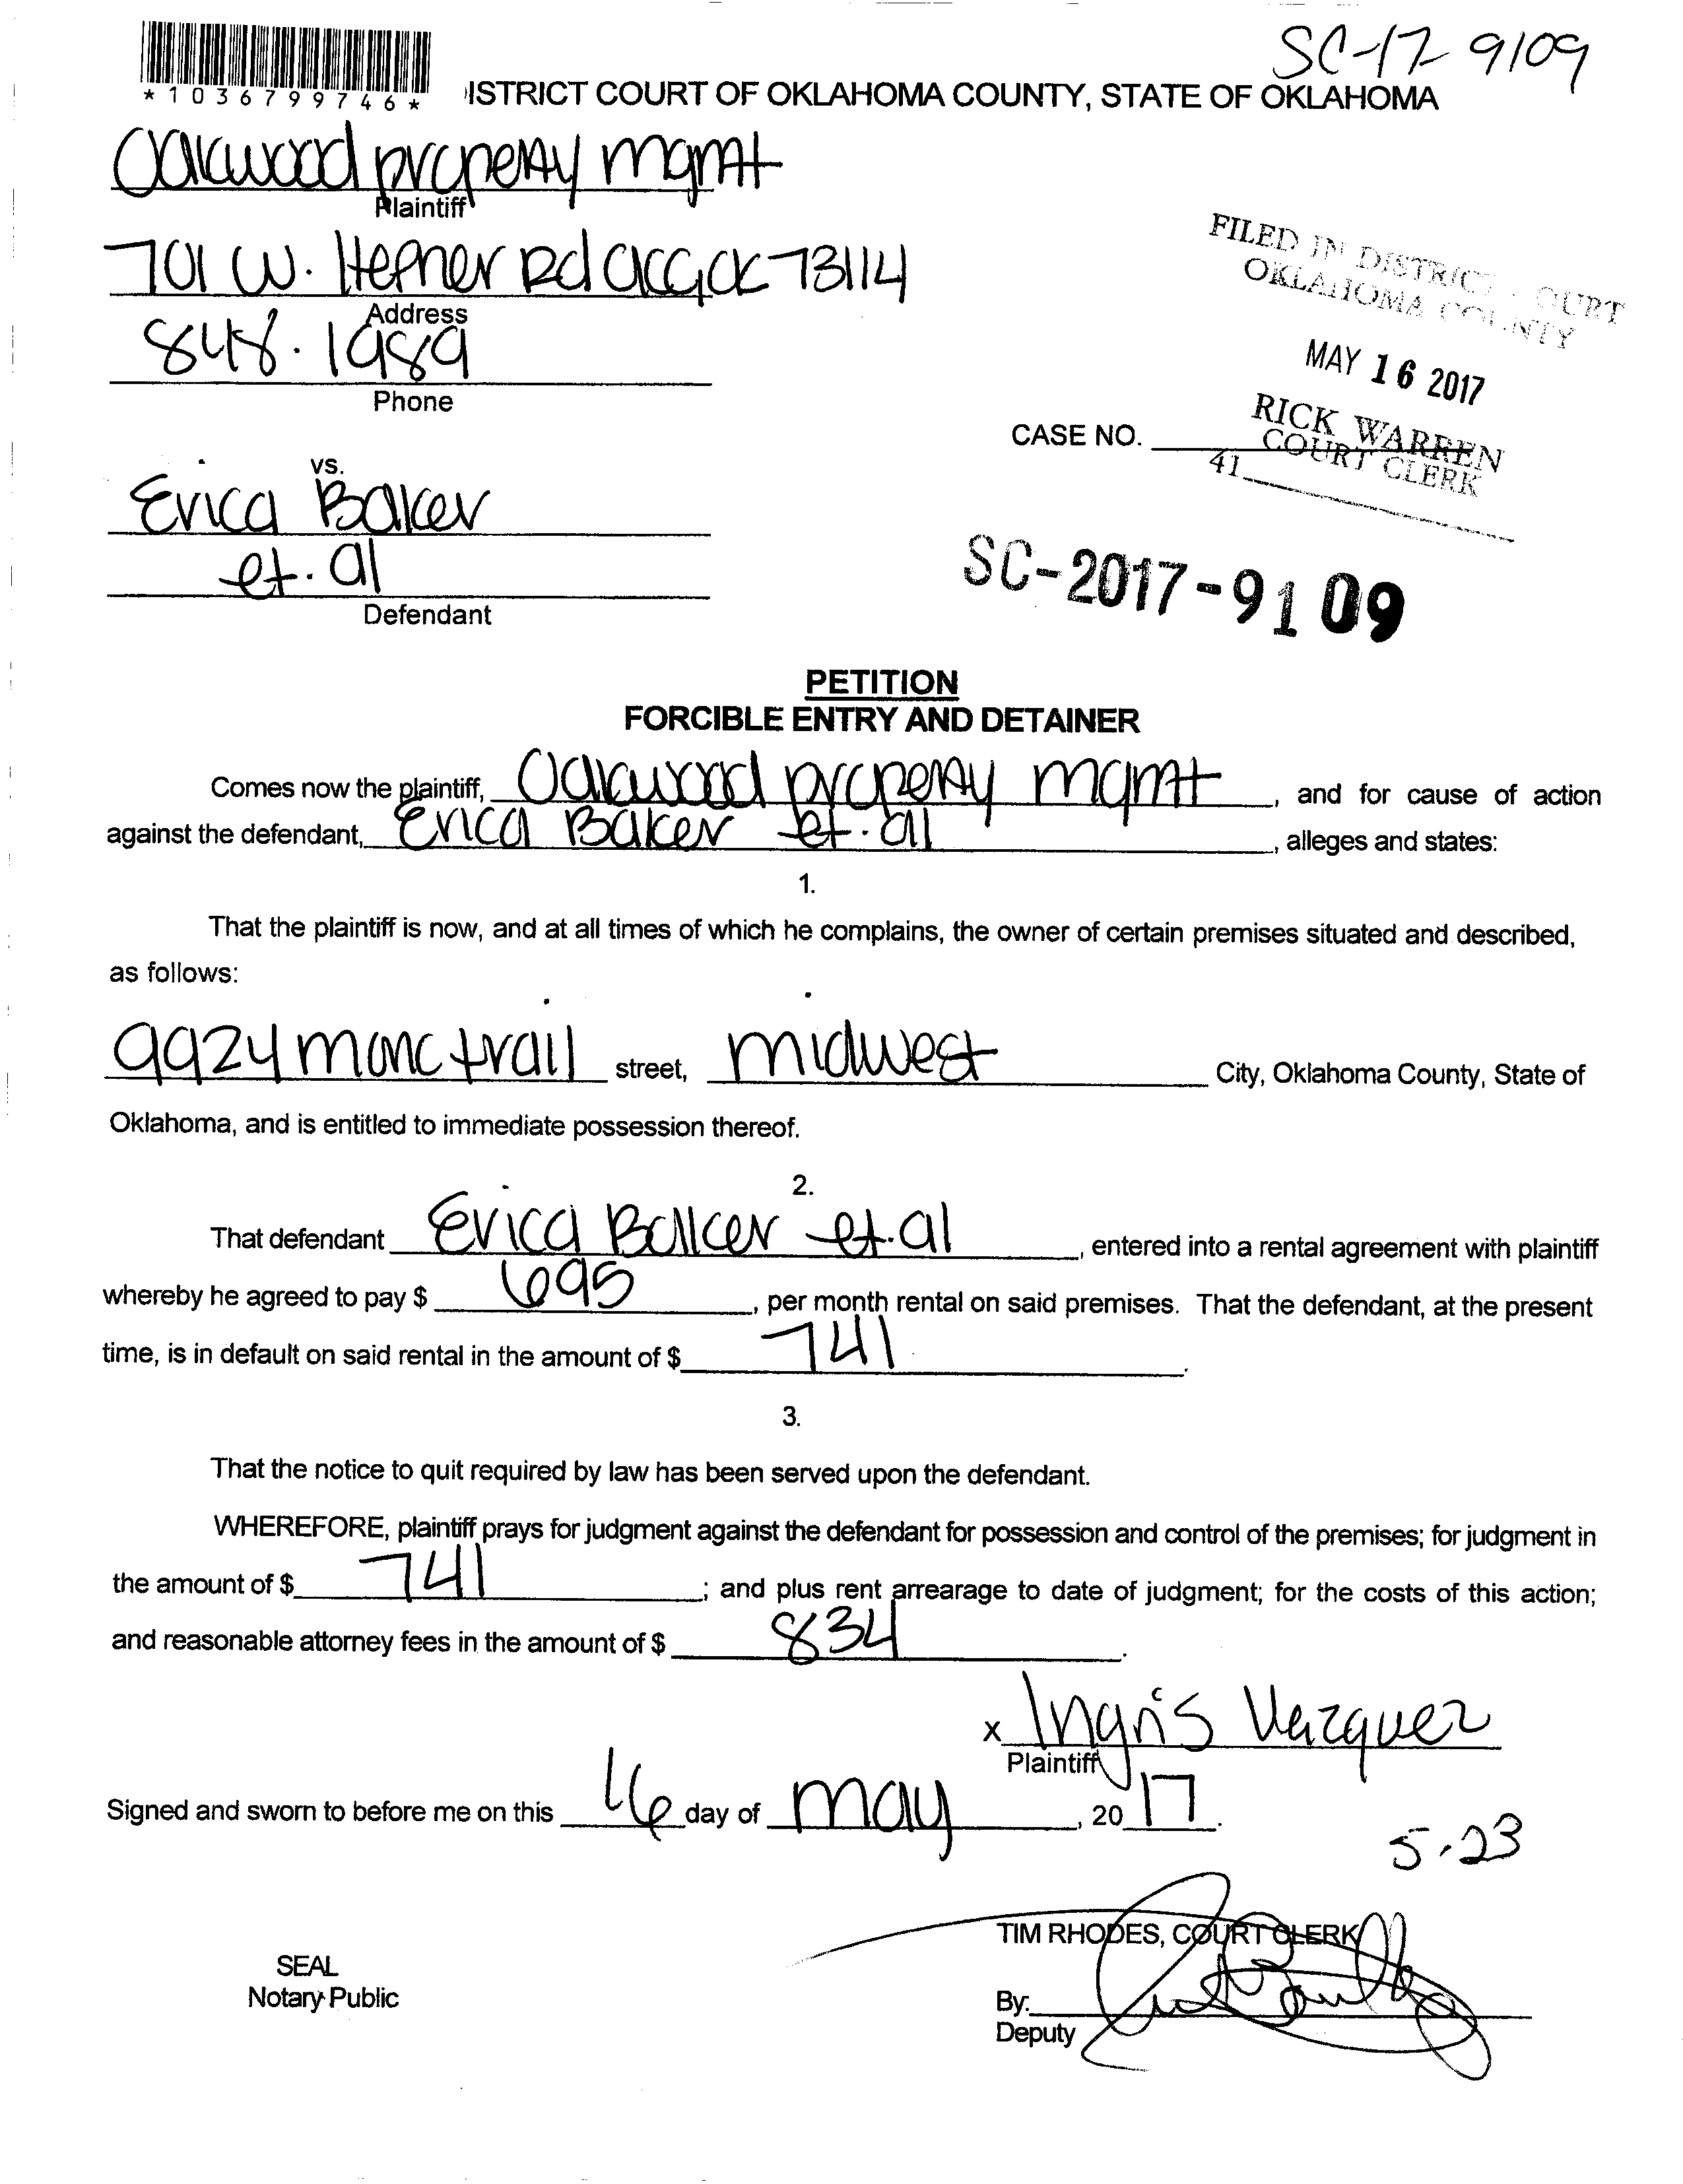 SC-17-9109
*1036799746*
ISTRICT COURT OF OKLAHOMA COUNTY, STATE OF OKLAHOMA
Oakwood property mgmt
Plaintiff
701 W. Hefner Rd OKC, OK 73114
Address
848.1989
Phone
FILED IN DISTRICT COURT
OKLAHOMA COUNTY
MAY 16 2017
RICK WARREN
COURT CLERK
41
CASE NO.
vs.
Erica Baker
et. al
Defendant
SC-2017-9109
PETITION
FORCIBLE ENTRY AND DETAINER
Comes now the plaintiff, Oakwood property mgmt, and for cause of action
against the defendant, Erica Baker et. al, alleges and states:
1.
That the plaintiff is now, and at all times of which he complains, the owner of certain premises situated and described,
as follows:
9924 monc trail street, midwest City, Oklahoma County, State of
Oklahoma, and is entitled to immediate possession thereof.
2.
That defendant Erica Baker et. al, entered into a rental agreement with plaintiff
whereby he agreed to pay $ 695, per month rental on said premises. That the defendant, at the present
time, is in default on said rental in the amount of $ 741.
3.
That the notice to quit required by law has been served upon the defendant.
WHEREFORE, plaintiff prays for judgment against the defendant for possession and control of the premises; for judgment in
the amount of $ 741; and plus rent arrearage to date of judgment; for the costs of this action;
and reasonable attorney fees in the amount of $ 834.
x Ingris Vazquez
Plaintiff
Signed and sworn to before me on this 16 day of may, 2017.
5.23
TIM RHODES, COURT CLERK
SEAL
Notary Public
By:
Deputy